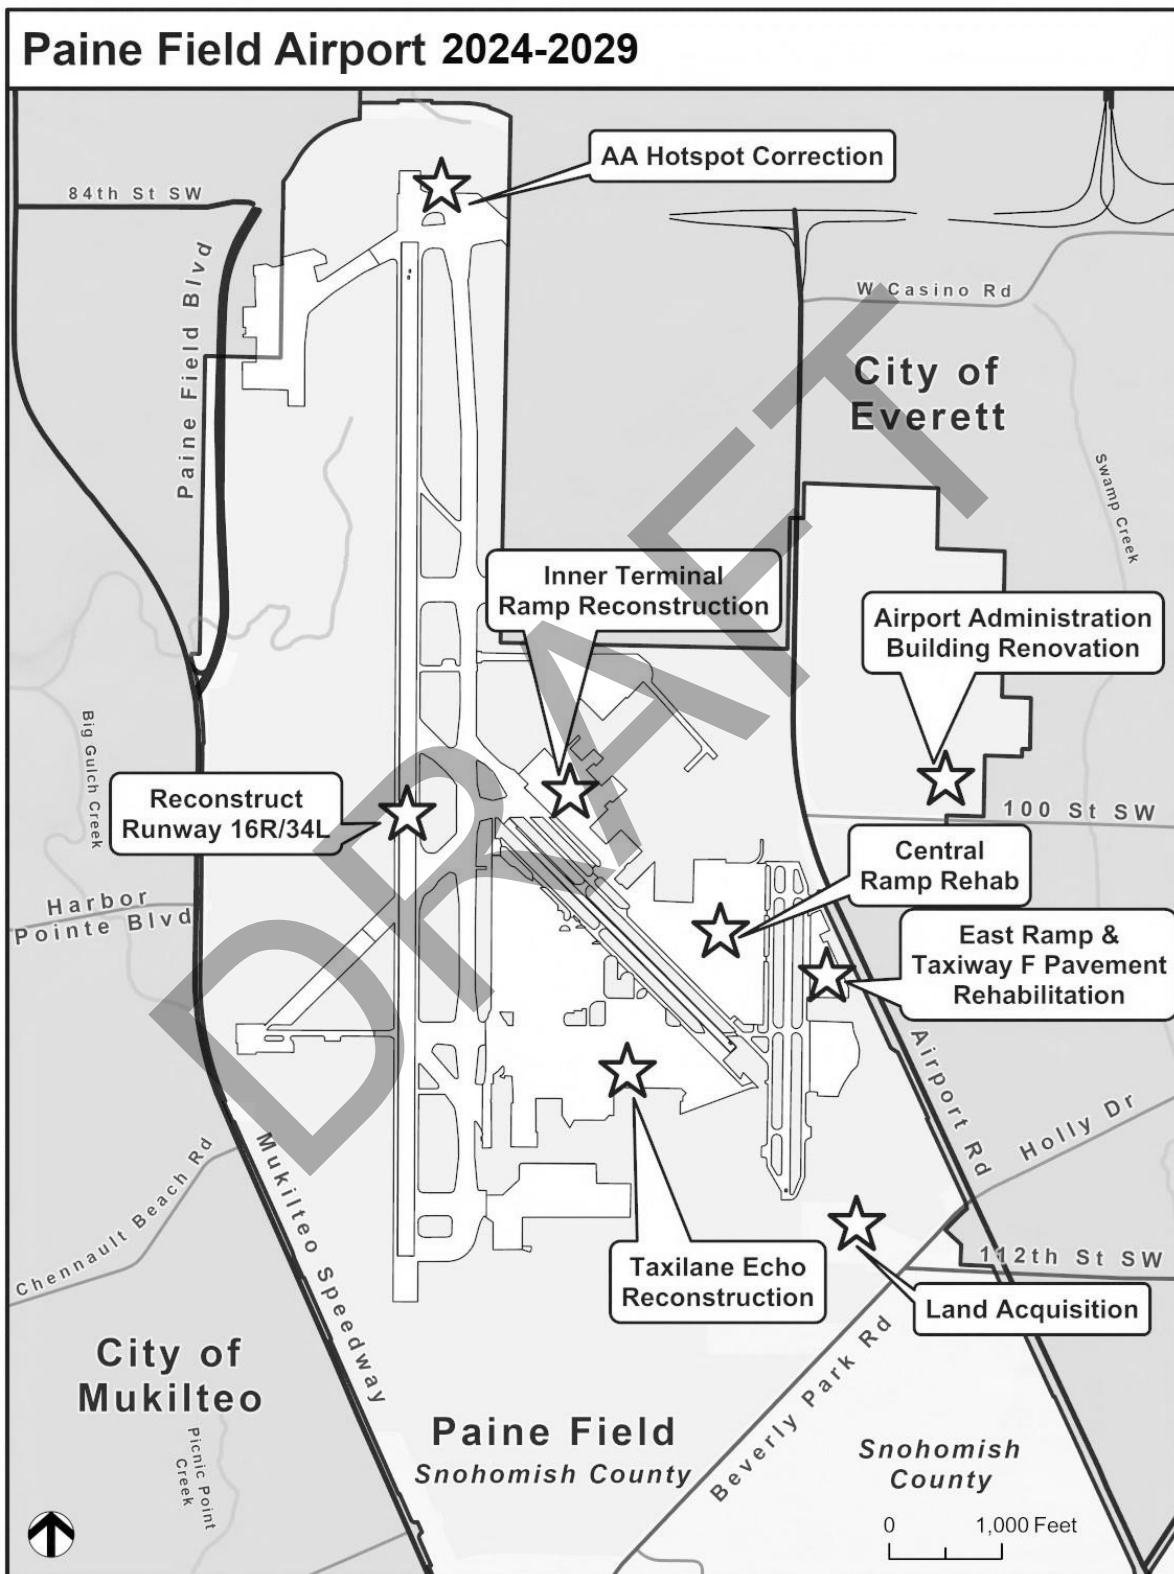 Paine Field Airport 2024-2029
AA Hotspot Correction
84th St SW
Paine Field Blvd
W Casino Rd
City of
Everett
Swamp Creek
Inner Terminal
Ramp Reconstruction
Airport Administration
Building Renovation
Big Gulch Creek
Reconstruct
Runway 16R/34L
100 St SW
Central
Ramp Rehab
Harbor
Pointe Blvd
East Ramp &
Taxiway F Pavement
Rehabilitation
Airport Rd
Holly Dr
Mukilteo Speedway
Chennault Beach Rd
112th St SW
Taxilane Echo
Reconstruction
Land Acquisition
Beverly Park Rd
City of
Mukilteo
Picnic Point
Creek
Paine Field
Snohomish County
Snohomish
County
0 1,000 Feet
DRAFT